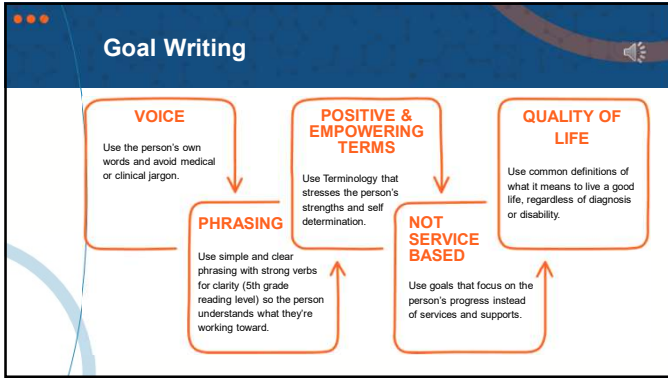 Goal Writing
VOICE
Use the person's own
words and avoid medical
or clinical jargon.
PHRASING
Use simple and clear
phrasing with strong verbs
for clarity (5th grade
reading level) so the person
understands what they're
working toward.
POSITIVE &
EMPOWERING
TERMS
Use Terminology that
stresses the person's
strengths and self
determination.
NOT
SERVICE
BASED
Use goals that focus on the
person's progress instead
of services and supports.
QUALITY OF
LIFE
Use common definitions of
what it means to live a good
life, regardless of diagnosis
or disability.